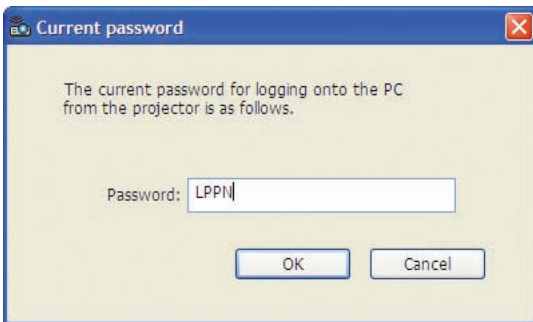 Current password
The current password for logging onto the PC
from the projector is as follows.
Password: LPPN
OK Cancel